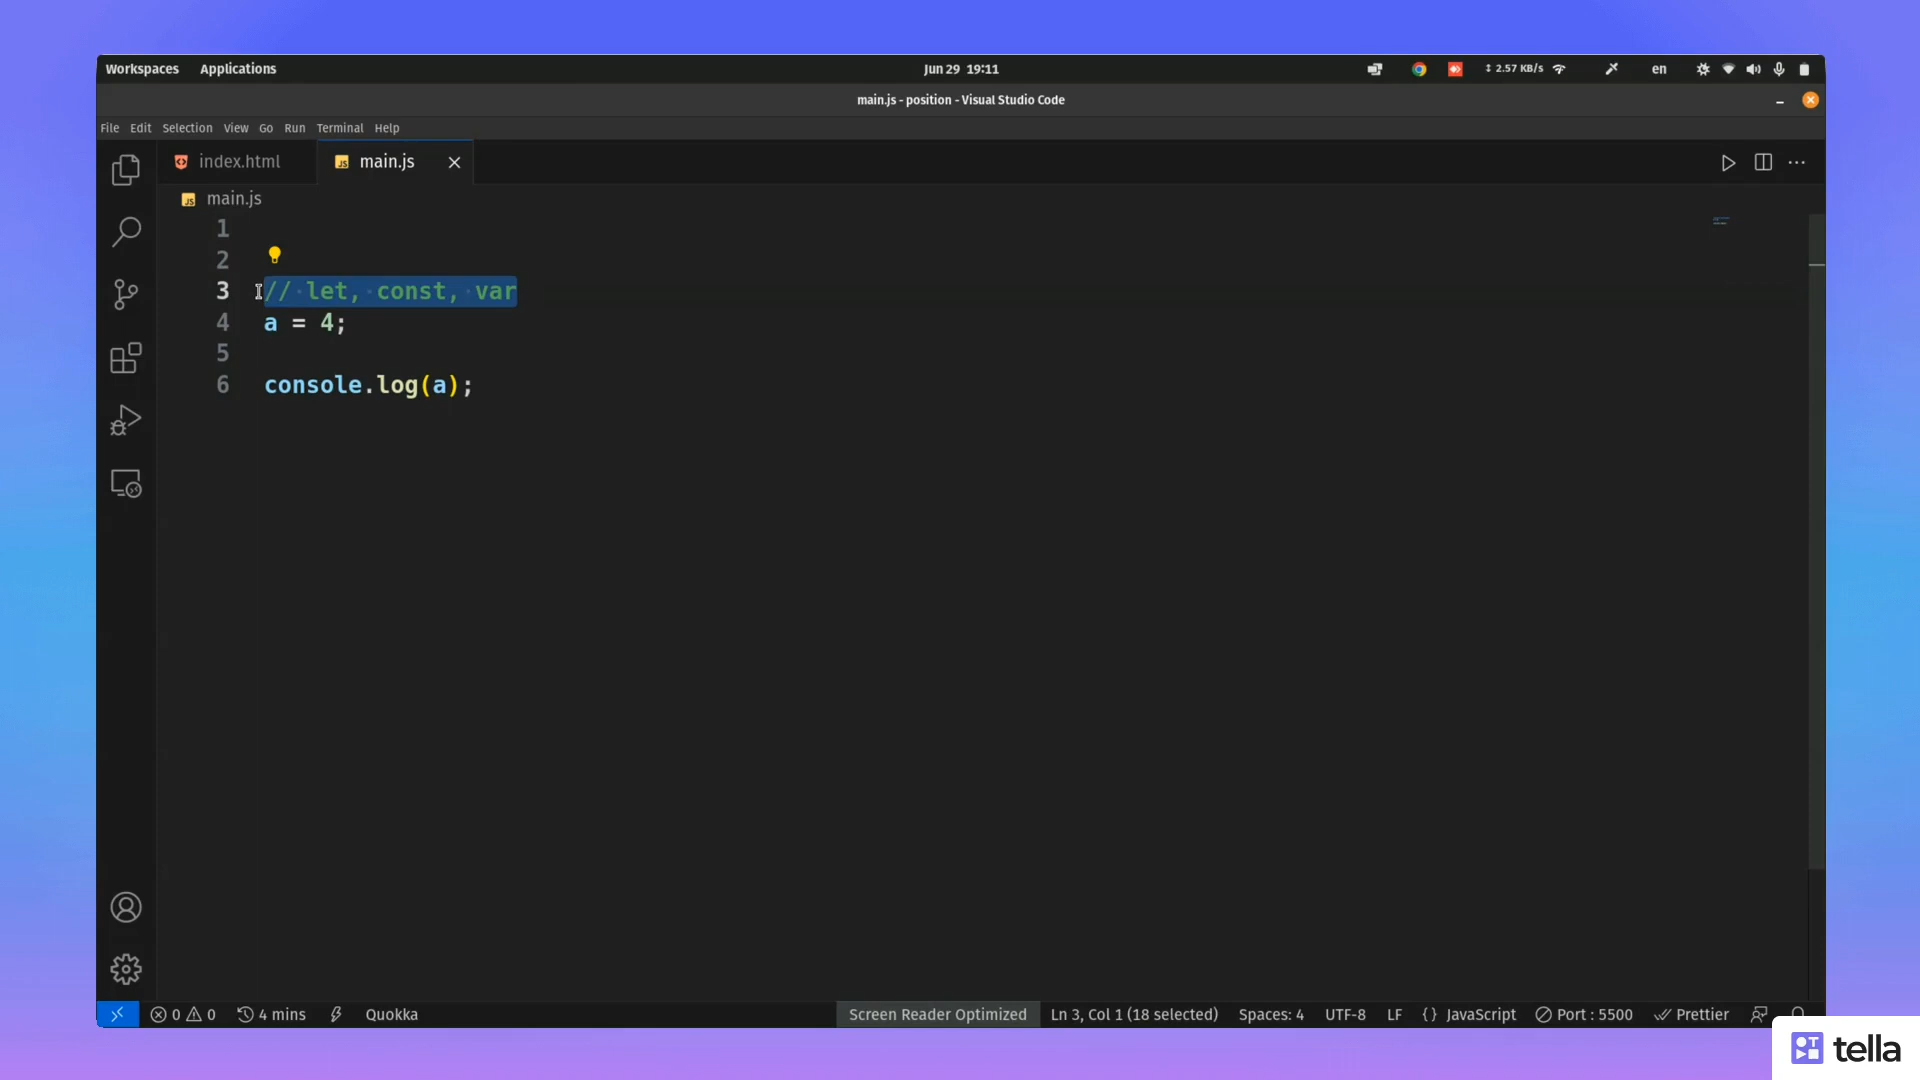 Workspaces Applications Jun 29 19:11 2.57 KB/s en
main.js - position - Visual Studio Code
File Edit Selection View Go Run Terminal Help
index.html main.js
main.js
1
2
3 // let, const, var
4 a = 4;
5
6 console.log(a);
0 0 4 mins Quokka Screen Reader Optimized Ln 3, Col 1 (18 selected) Spaces: 4 UTF-8 LF {} JavaScript Port : 5500 Prettier
tella